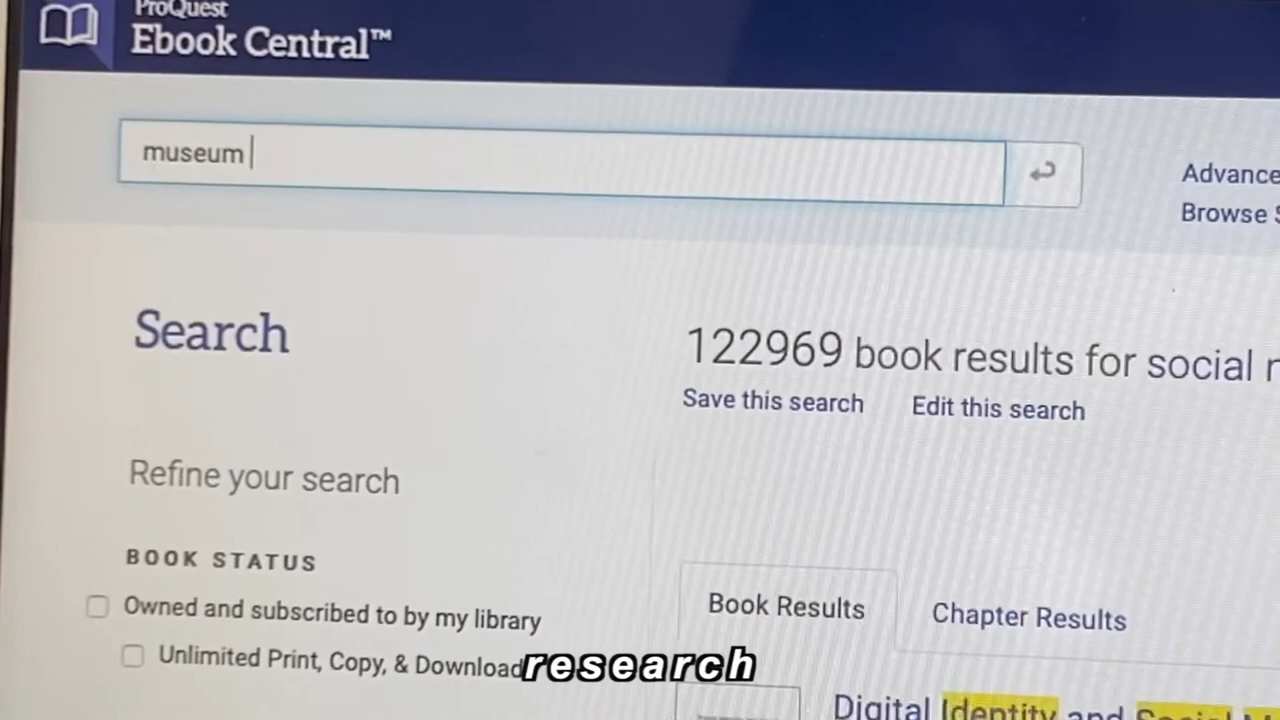 ProQuest
Ebook Central™
museum
Advance
Browse
Search
122969 book results for social
Save this search
Edit this search
Refine your search
BOOK STATUS
Owned and subscribed to by my library
Unlimited Print, Copy, & Download
research
Book Results
Chapter Results
Digital Identity and Social